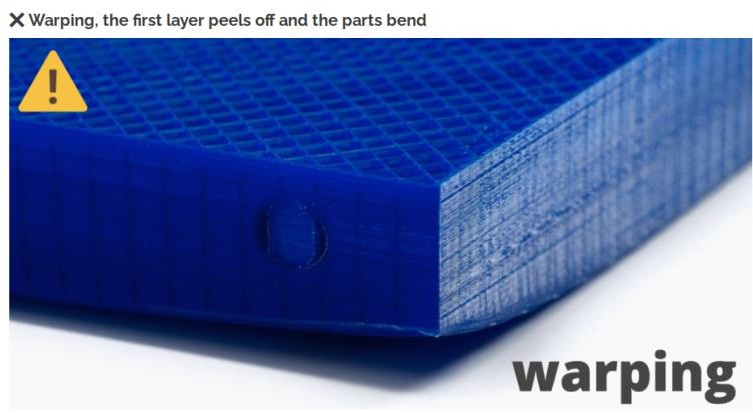 ❌ Warping, the first layer peels off and the parts bend
warping